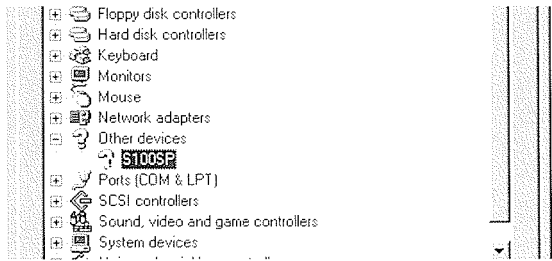 Floppy disk controllers
Hard disk controllers
Keyboard
Monitors
Mouse
Network adapters
Other devices
S100SP
Ports (COM & LPT)
SCSI controllers
Sound, video and game controllers
System devices